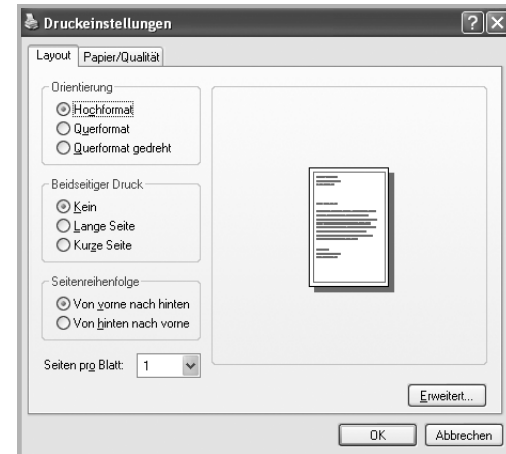 Druckeinstellungen
Layout
Papier/Qualität
Orientierung
Hochformat
Querformat
Querformat gedreht
Beidseitiger Druck
Kein
Lange Seite
Kurze Seite
Seitenreihenfolge
Von vorne nach hinten
Von hinten nach vorne
Seiten pro Blatt: 1
Erweitert...
OK
Abbrechen